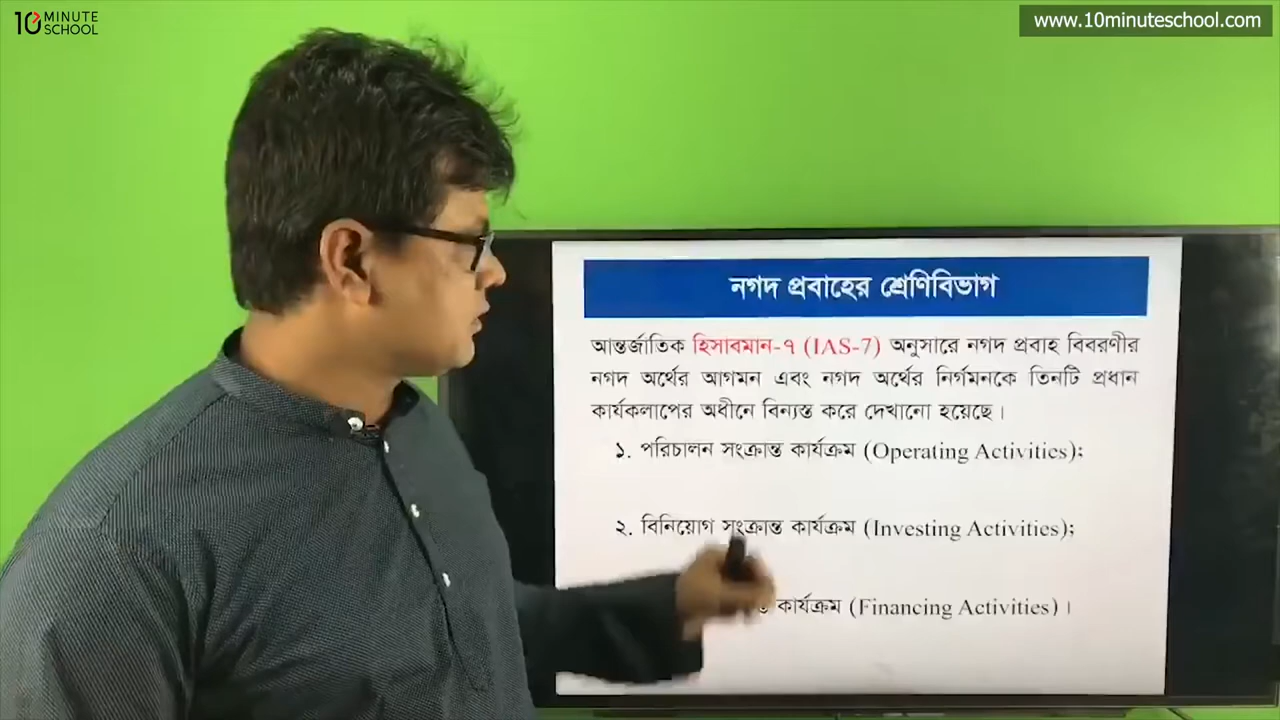 10 MINUTE SCHOOL
www.10minuteschool.com
নগদ প্রবাহের শ্রেণিবিভাগ
আন্তর্জাতিক হিসাবমান-৭ (IAS-7) অনুসারে নগদ প্রবাহ বিবরণীর
নগদ অর্থের আগমন এবং নগদ অর্থের নির্গমনকে তিনটি প্রধান
কার্যকলাপের অধীনে বিন্যস্ত করে দেখানো হয়েছে।
১. পরিচালন সংক্রান্ত কার্যক্রম (Operating Activities);
২. বিনিয়োগ সংক্রান্ত কার্যক্রম (Investing Activities);
কার্যক্রম (Financing Activities)।